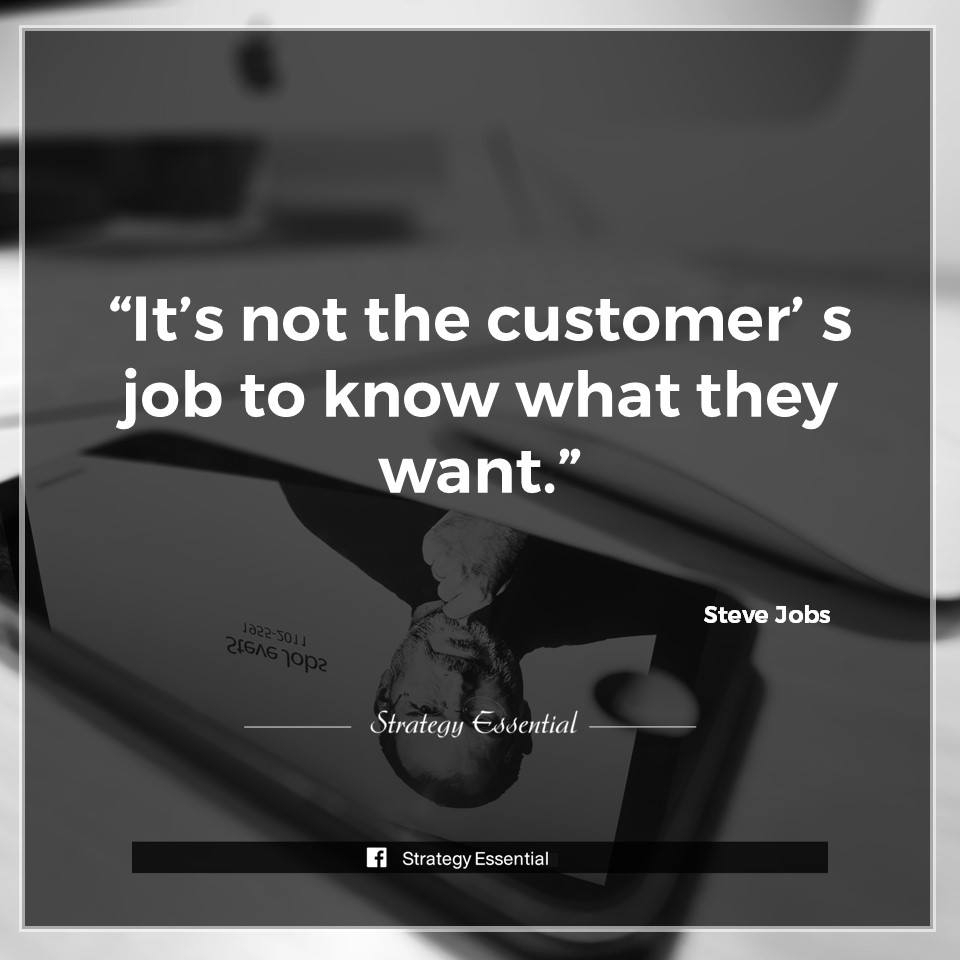 “It’s not the customer’ s
job to know what they
want.”
Steve Jobs
1955-2011
Steve Jobs
Strategy Essential
Strategy Essential